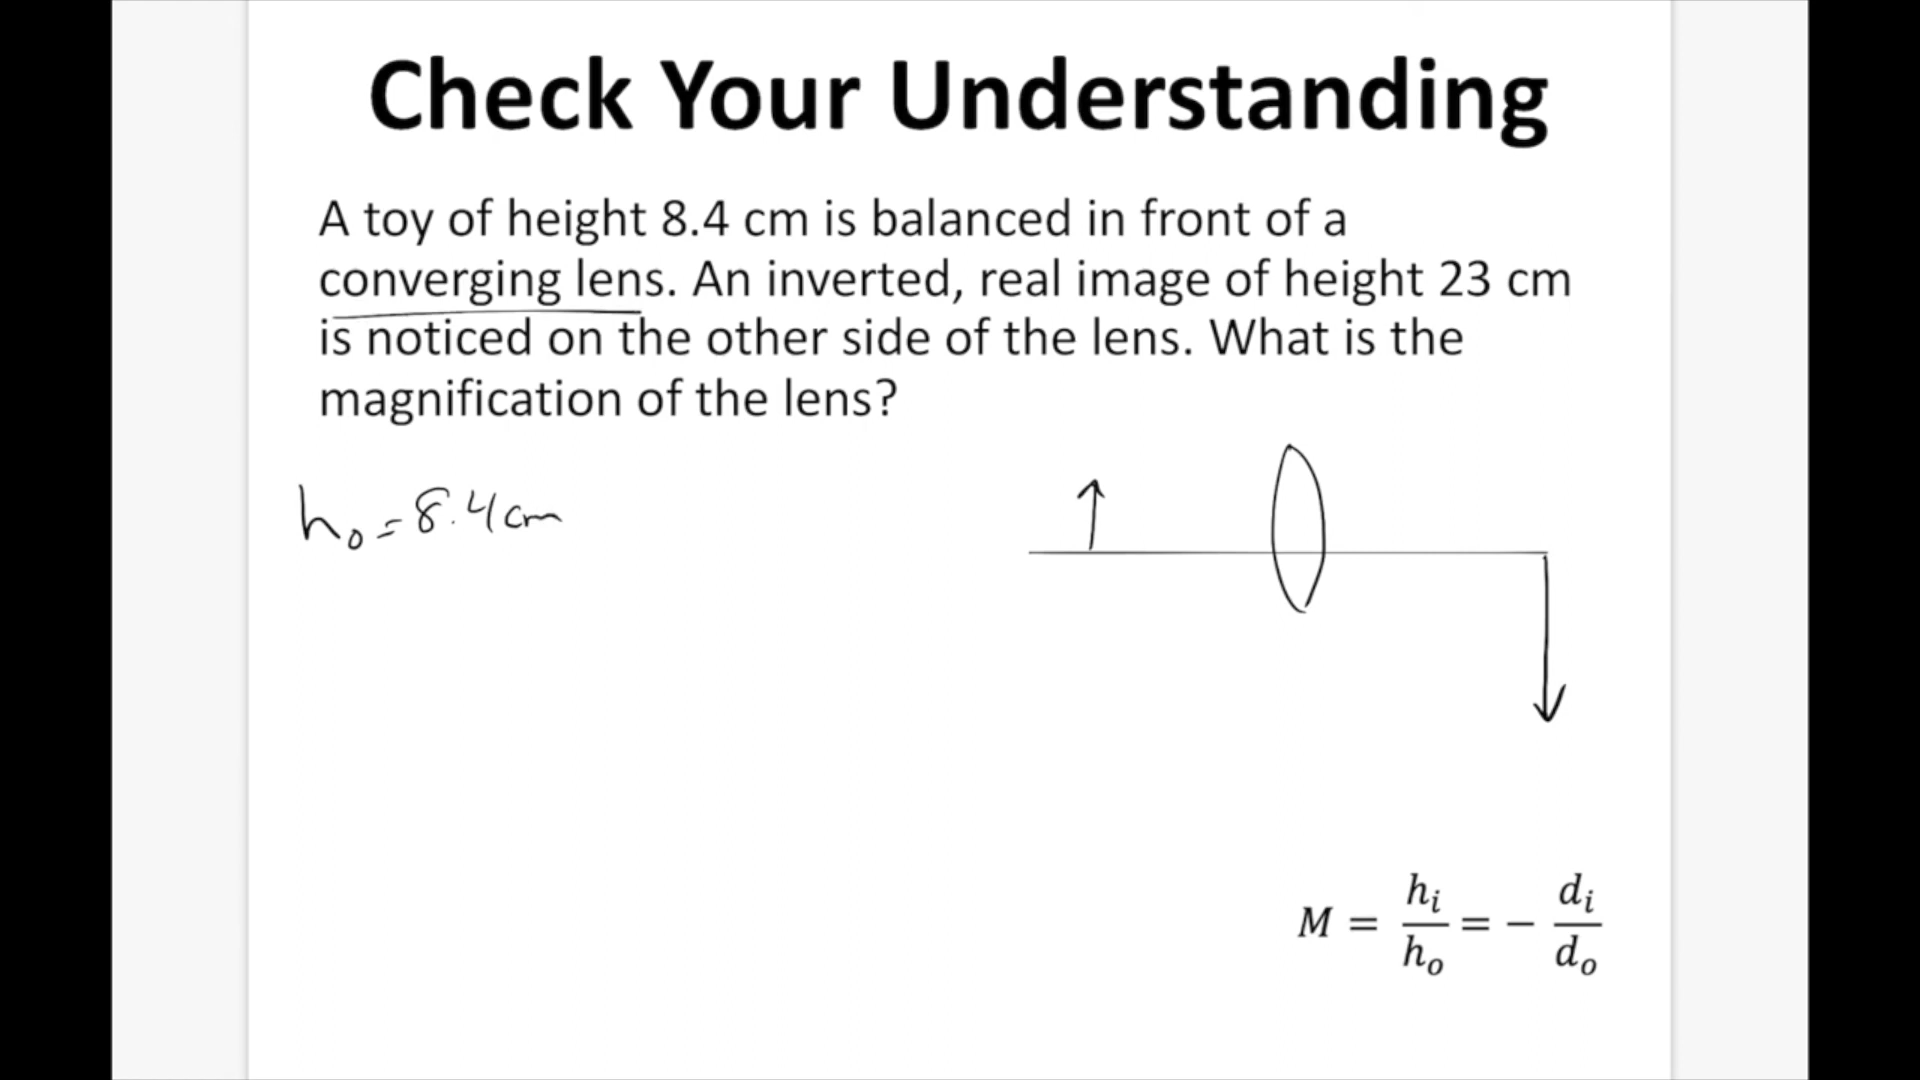 Check Your Understanding
A toy of height 8.4 cm is balanced in front of a
converging lens. An inverted, real image of height 23 cm
is noticed on the other side of the lens. What is the
magnification of the lens?
h₀ = 8.4 cm
M = hᵢ/hₒ = − dᵢ/dₒ